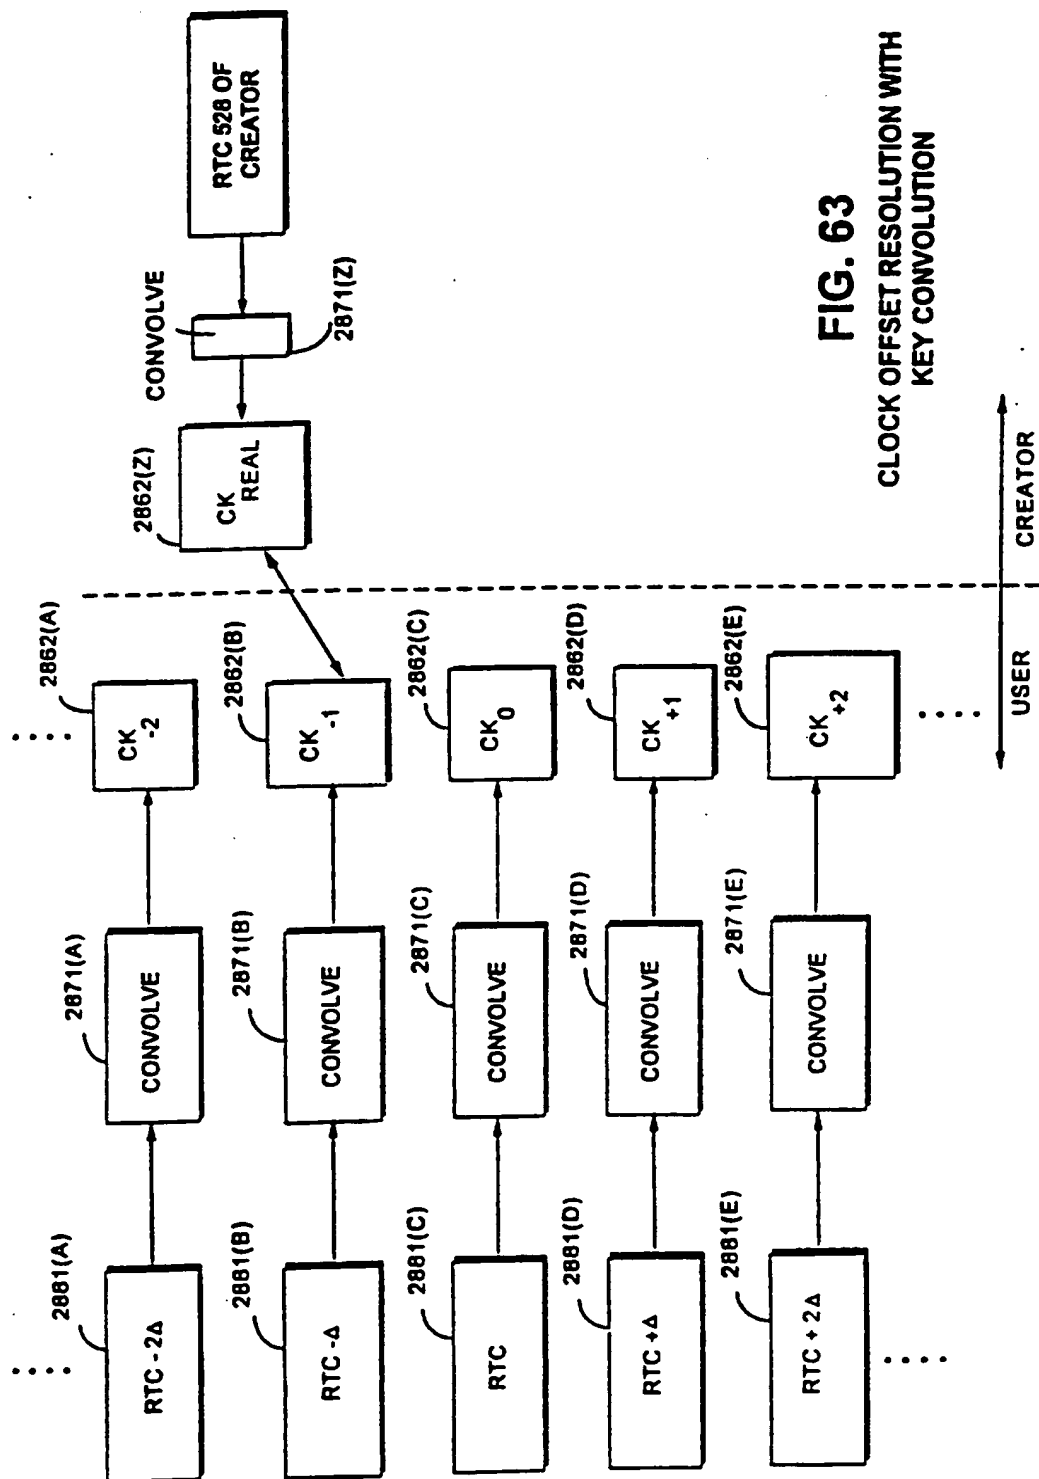 2881(A)
RTC - 2Δ
2871(A)
CONVOLVE
2862(A)
CK -2
2881(B)
RTC -Δ
2871(B)
CONVOLVE
2862(B)
CK -1
2881(C)
RTC
2871(C)
CONVOLVE
2862(C)
CK 0
2881(D)
RTC +Δ
2871(D)
CONVOLVE
2862(D)
CK +1
2881(E)
RTC + 2Δ
2871(E)
CONVOLVE
2862(E)
CK +2
2862(Z)
CK REAL
CONVOLVE
2871(Z)
RTC 528 OF
CREATOR
USER
CREATOR
FIG. 63
CLOCK OFFSET RESOLUTION WITH
KEY CONVOLUTION